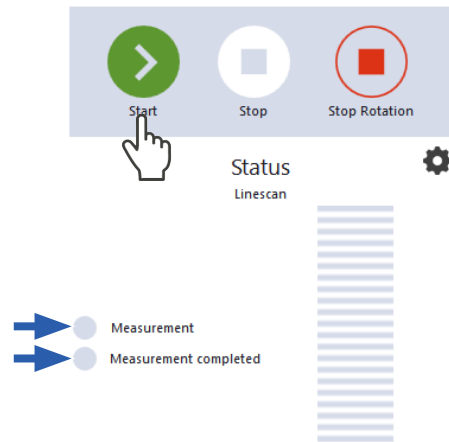 Start
Stop
Stop Rotation
Status
Linescan
Measurement
Measurement completed